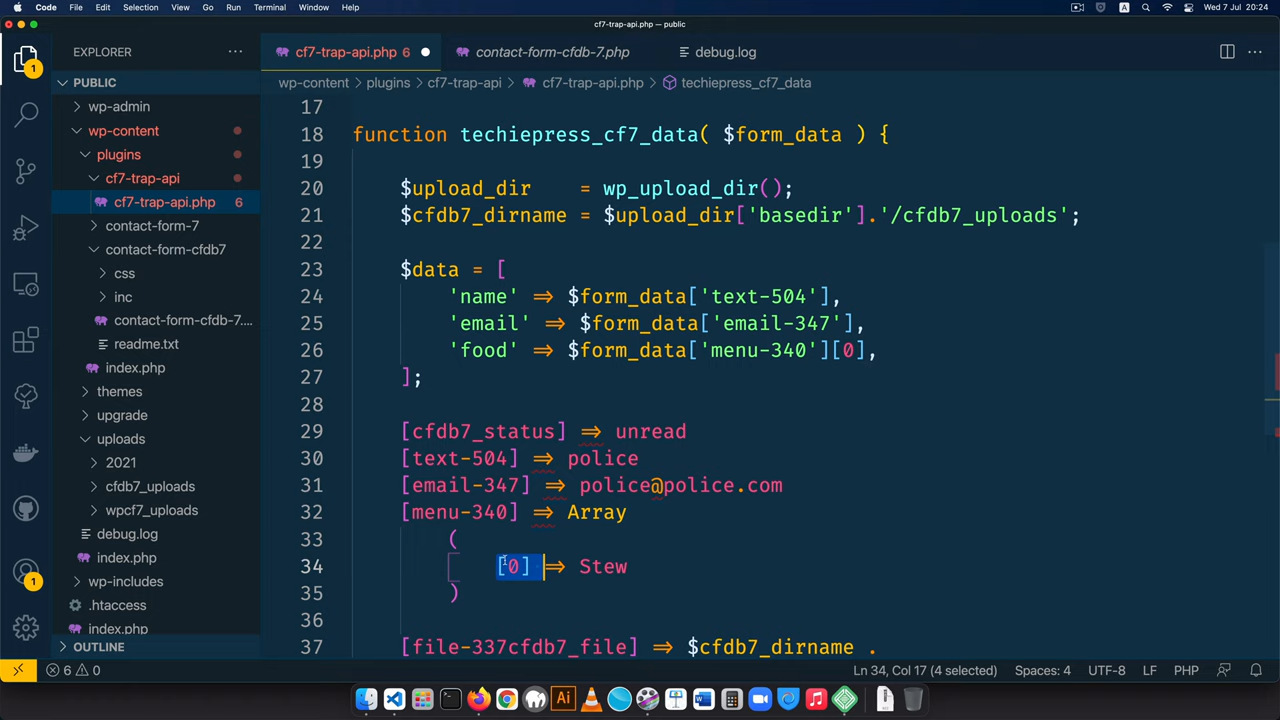 Code File Edit Selection View Go Run Terminal Window Help A Wed 7 Jul 20:24
cf7-trap-api.php — public
EXPLORER ···
cf7-trap-api.php 6 ●
contact-form-cfdb-7.php
debug.log
···
PUBLIC
wp-content > plugins > cf7-trap-api > cf7-trap-api.php > techiepress_cf7_data
wp-admin
wp-content
plugins
cf7-trap-api
cf7-trap-api.php 6
contact-form-7
contact-form-cfdb7
css
inc
contact-form-cfdb-7....
readme.txt
index.php
themes
upgrade
uploads
2021
cfdb7_uploads
wpcf7_uploads
debug.log
index.php
wp-includes
.htaccess
index.php
OUTLINE
1
1
17
18 function techiepress_cf7_data( $form_data ) {
19
20 $upload_dir = wp_upload_dir();
21 $cfdb7_dirname = $upload_dir['basedir'].'/cfdb7_uploads';
22
23 $data = [
24 'name' => $form_data['text-504'],
25 'email' => $form_data['email-347'],
26 'food' => $form_data['menu-340'][0],
27 ];
28
29 [cfdb7_status] => unread
30 [text-504] => police
31 [email-347] => police@police.com
32 [menu-340] => Array
33 (
34 [0] => Stew
35 )
36
37 [file-337cfdb7_file] => $cfdb7_dirname .
6 0 Ln 34, Col 17 (4 selected) Spaces: 4 UTF-8 LF PHP
Ai W